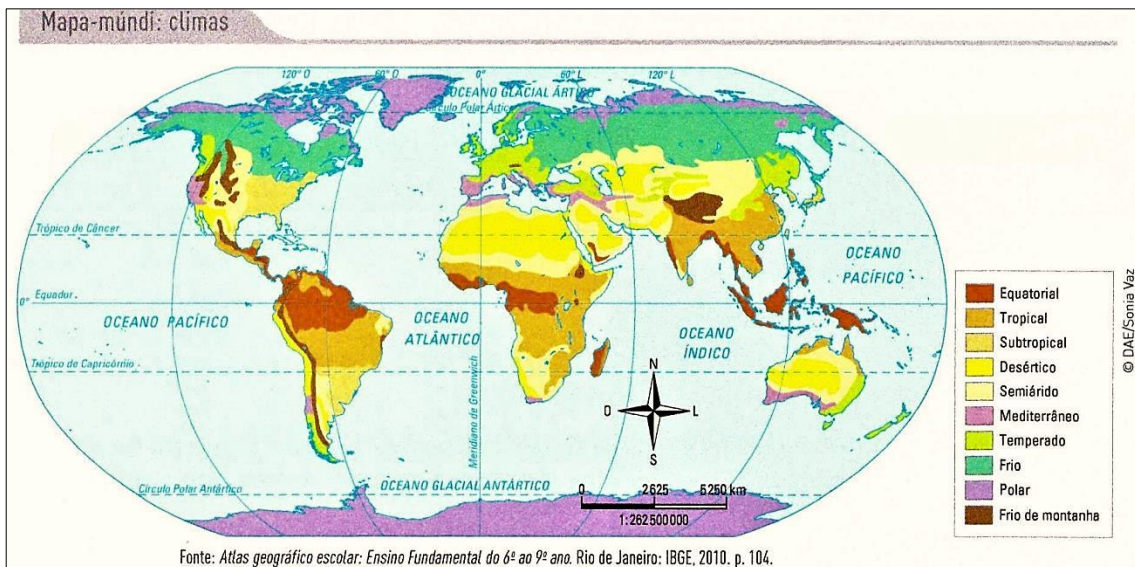 Mapa-múndi: climas
120° O
60° O
0°
60° L
120° L
OCEANO GLACIAL ÁRTICO
Círculo Polar Ártico
Trópico de Câncer
OCEANO
PACÍFICO
0°
Equador
OCEANO PACÍFICO
OCEANO
ATLÂNTICO
OCEANO
ÍNDICO
Trópico de Capricórnio
Meridiano de Greenwich
N
O
L
S
Círculo Polar Antártico
OCEANO GLACIAL ANTÁRTICO
0
2 625
5 250 km
1:262 500 000
Equatorial
Tropical
Subtropical
Desértico
Semiárido
Mediterrâneo
Temperado
Frio
Polar
Frio de montanha
© DAE/Sonia Vaz
Fonte: Atlas geográfico escolar: Ensino Fundamental do 6º ao 9º ano. Rio de Janeiro: IBGE, 2010. p. 104.